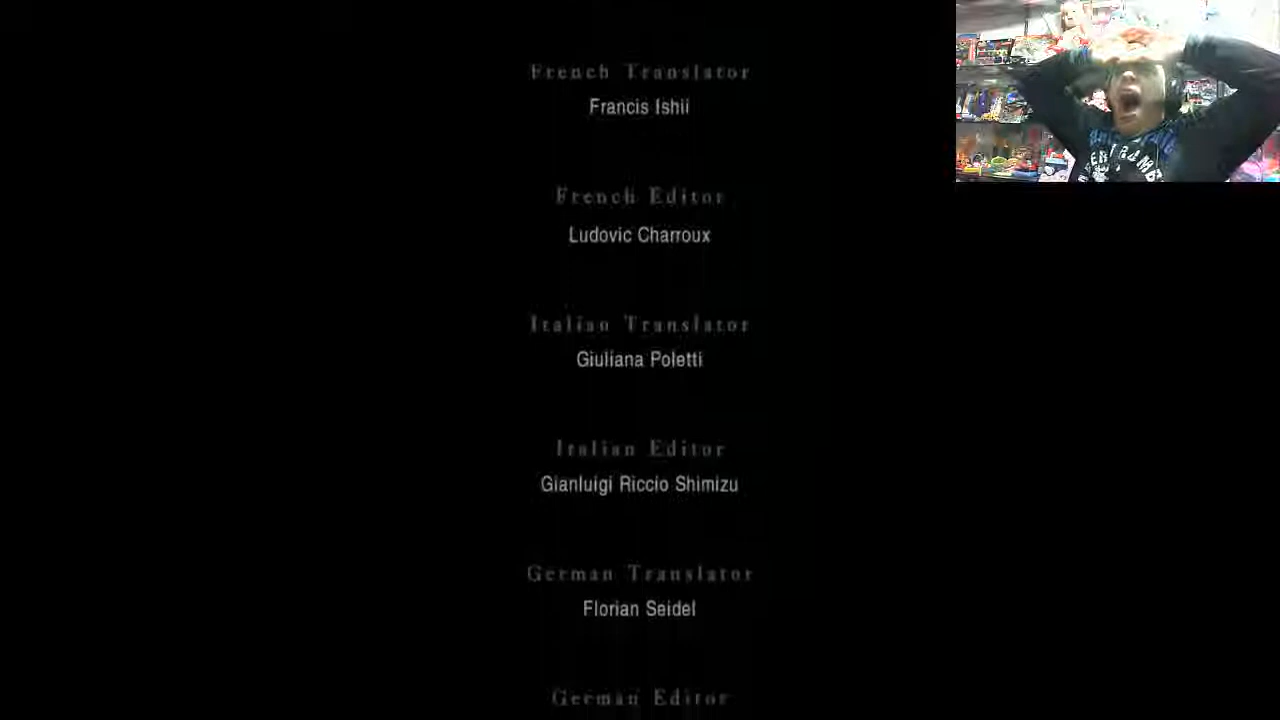 French Translator
Francis Ishii
French Editor
Ludovic Charroux
Italian Translator
Giuliana Poletti
Italian Editor
Gianluigi Riccio Shimizu
German Translator
Florian Seidel
German Editor